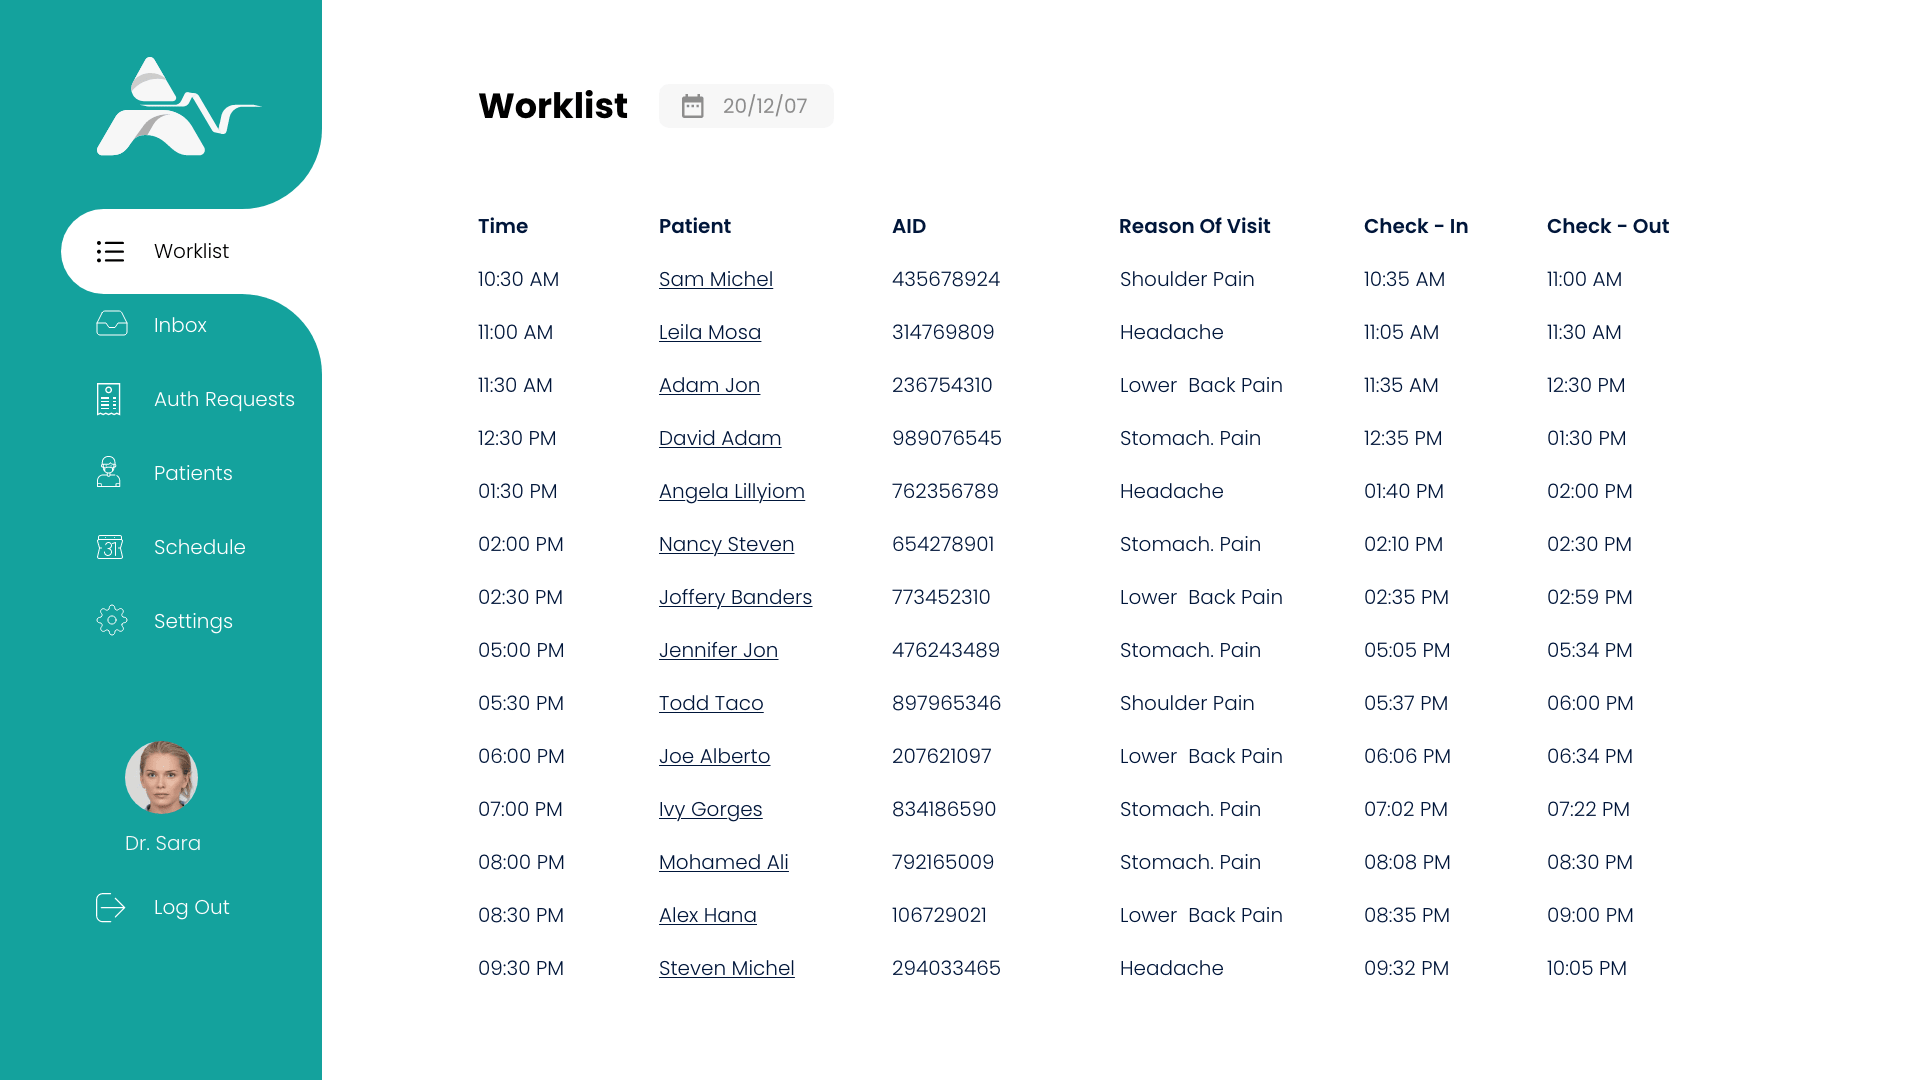 Worklist 20/12/07
Time Patient AID Reason Of Visit Check - In Check - Out
10:30 AM Sam Michel 435678924 Shoulder Pain 10:35 AM 11:00 AM
11:00 AM Leila Mosa 314769809 Headache 11:05 AM 11:30 AM
11:30 AM Adam Jon 236754310 Lower  Back Pain 11:35 AM 12:30 PM
12:30 PM David Adam 989076545 Stomach. Pain 12:35 PM 01:30 PM
01:30 PM Angela Lillyiom 762356789 Headache 01:40 PM 02:00 PM
02:00 PM Nancy Steven 654278901 Stomach. Pain 02:10 PM 02:30 PM
02:30 PM Joffery Banders 773452310 Lower  Back Pain 02:35 PM 02:59 PM
05:00 PM Jennifer Jon 476243489 Stomach. Pain 05:05 PM 05:34 PM
05:30 PM Todd Taco 897965346 Shoulder Pain 05:37 PM 06:00 PM
06:00 PM Joe Alberto 207621097 Lower  Back Pain 06:06 PM 06:34 PM
07:00 PM Ivy Gorges 834186590 Stomach. Pain 07:02 PM 07:22 PM
08:00 PM Mohamed Ali 792165009 Stomach. Pain 08:08 PM 08:30 PM
08:30 PM Alex Hana 106729021 Lower  Back Pain 08:35 PM 09:00 PM
09:30 PM Steven Michel 294033465 Headache 09:32 PM 10:05 PM
Worklist
Inbox
Auth Requests
Patients
31
Schedule
Settings
Dr. Sara
Log Out